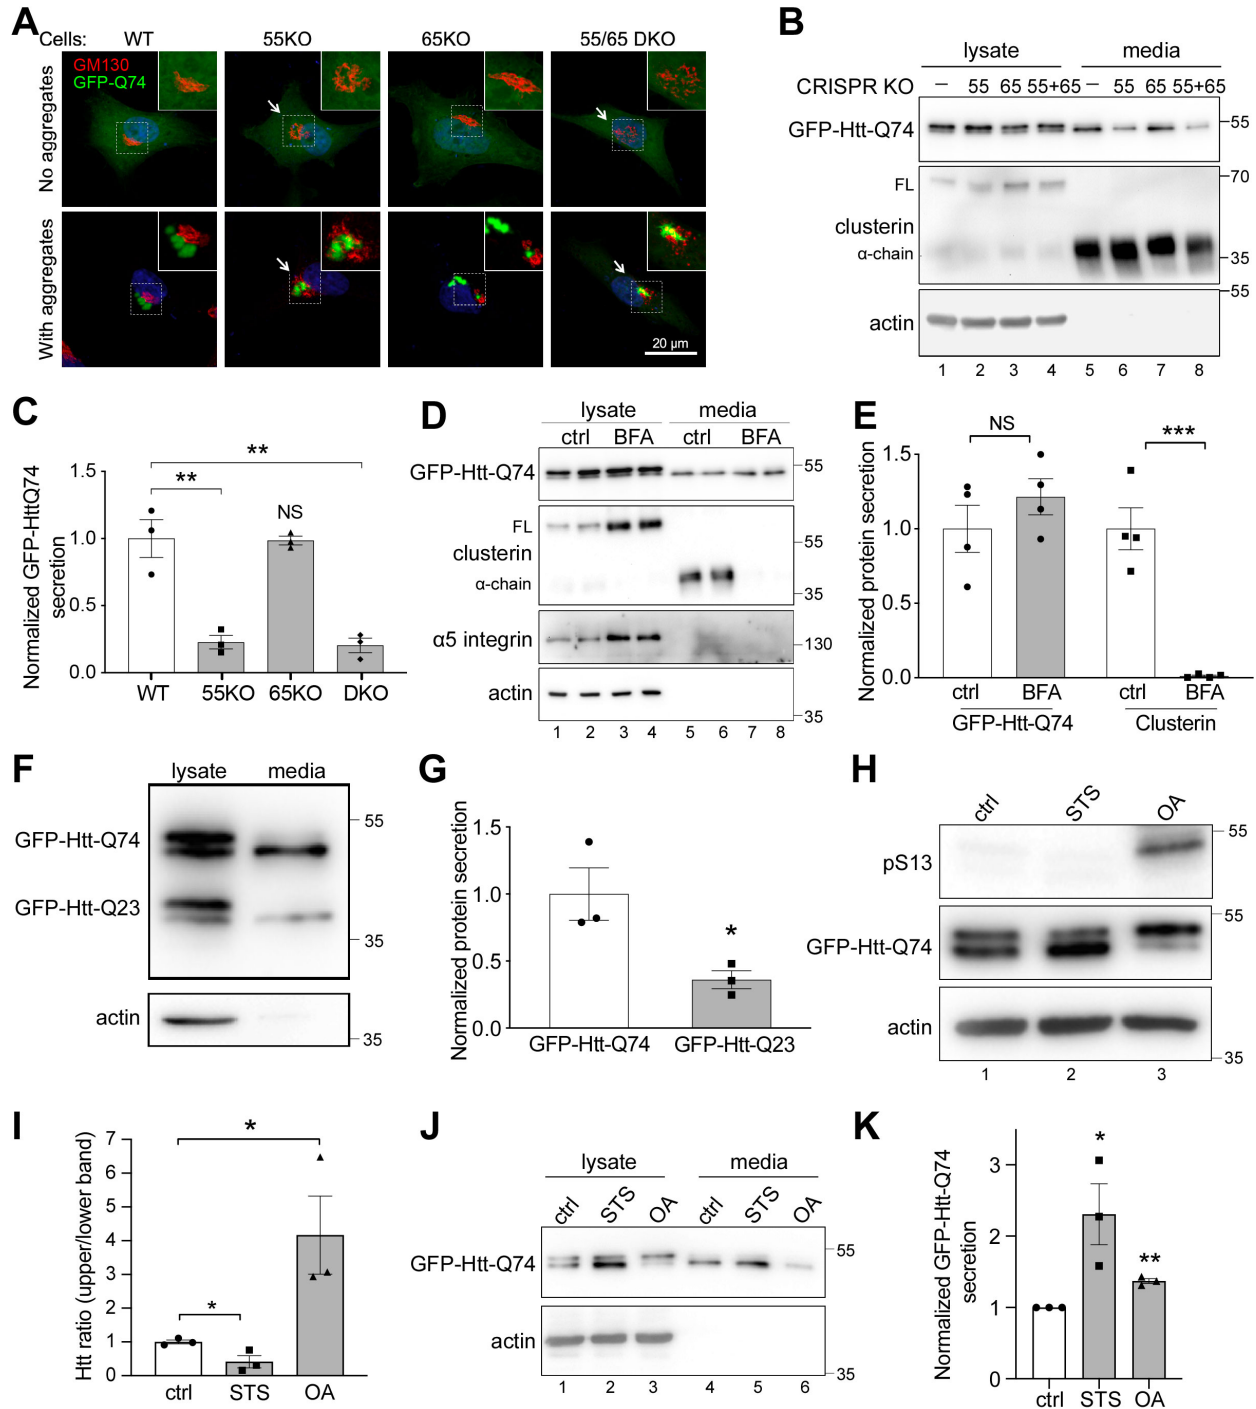 A
Cells: WT 55KO 65KO 55/65 DKO
GM130
GFP-Q74
No aggregates
With aggregates
20 µm
B
lysate media
CRISPR KO – 55 65 55+65 – 55 65 55+65
GFP-Htt-Q74 55
FL 70
clusterin
α-chain 35
55
actin
1 2 3 4 5 6 7 8
C
Normalized GFP-HttQ74
secretion
1.5
1.0
0.5
0.0
**
**
NS
WT 55KO 65KO DKO
D
lysate media
ctrl BFA ctrl BFA
GFP-Htt-Q74 55
FL
clusterin 55
α-chain 35
α5 integrin 130
actin
35
1 2 3 4 5 6 7 8
E
Normalized protein secretion
1.5
1.0
0.5
0.0
NS
***
ctrl BFA ctrl BFA
GFP-Htt-Q74 Clusterin
F
lysate media
55
GFP-Htt-Q74
GFP-Htt-Q23
35
actin
35
G
Normalized protein secretion
1.5
1.0
0.5
0.0
*
GFP-Htt-Q74 GFP-Htt-Q23
H
ctrl STS OA
55
pS13
55
GFP-Htt-Q74
actin
35
1 2 3
I
Htt ratio (upper/lower band)
7
6
5
4
3
2
1
0
*
*
ctrl STS OA
J
lysate media
ctrl STS OA ctrl STS OA
GFP-Htt-Q74 55
actin
35
1 2 3 4 5 6
K
Normalized GFP-Htt-Q74
secretion
3
2
1
0
*
**
ctrl STS OA